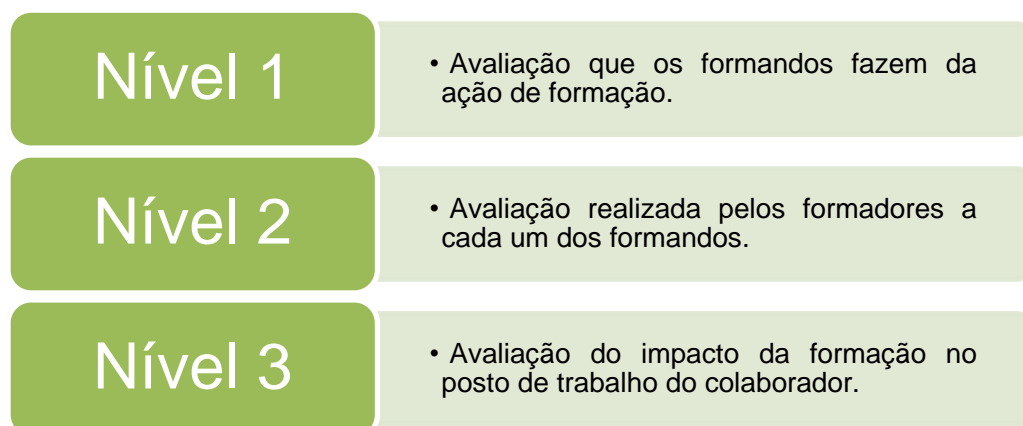 Nível 1
• Avaliação que os formandos fazem da
ação de formação.
Nível 2
• Avaliação realizada pelos formadores a
cada um dos formandos.
Nível 3
• Avaliação do impacto da formação no
posto de trabalho do colaborador.